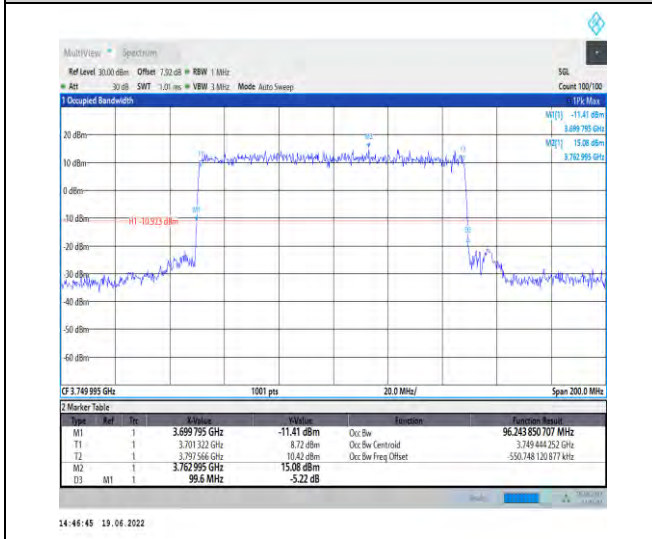 MultiView Spectrum
Ref Level 30.00 dBm Offset 7.92 dB RBW 1 MHz SGL
Att 30 dB SWT 1.01 ms VBW 3 MHz Mode Auto Sweep Count 100/100
1 Occupied Bandwidth 1Pk Max
M1[1] -11.41 dBm
3.699 795 GHz
M2[1] 15.08 dBm
3.762 995 GHz
20 dBm
10 dBm
0 dBm
-10 dBm
H1 -10.923 dBm
-20 dBm
-30 dBm
-40 dBm
-50 dBm
-60 dBm
M1
M2
CF 3.749 995 GHz 1001 pts 20.0 MHz/ Span 200.0 MHz
2 Marker Table
Type Ref Trc X-Value Y-Value Function Function Result
M1 1 3.699 795 GHz -11.41 dBm Occ Bw 96.243 850 707 MHz
T1 1 3.701 322 GHz 8.72 dBm Occ Bw Centroid 3.749 444 252 GHz
T2 1 3.797 566 GHz 10.42 dBm Occ Bw Freq Offset -550.748 120 877 kHz
M2 1 3.762 995 GHz 15.08 dBm
D3 M1 1 99.6 MHz -5.22 dB
14:46:45 19.06.2022